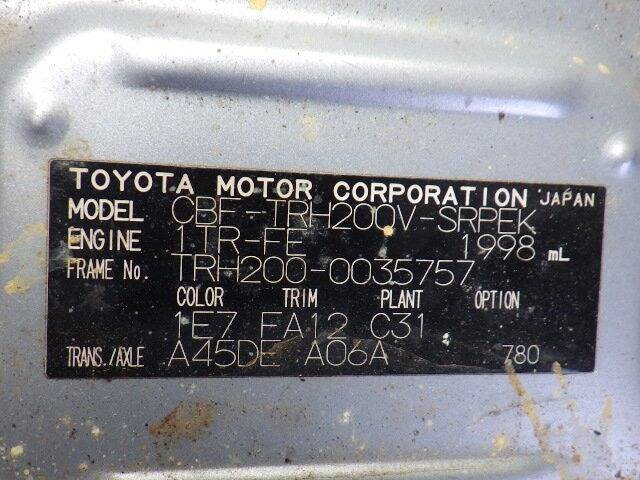 TOYOTA MOTOR CORPORATION JAPAN
MODEL CBF-TRH200V-SRPEK
ENGINE 1TR-FE 1998 mL
FRAME No. TRH200-0035757
COLOR TRIM PLANT OPTION
1E7 FA12 C31
TRANS./AXLE A45DE A06A 780